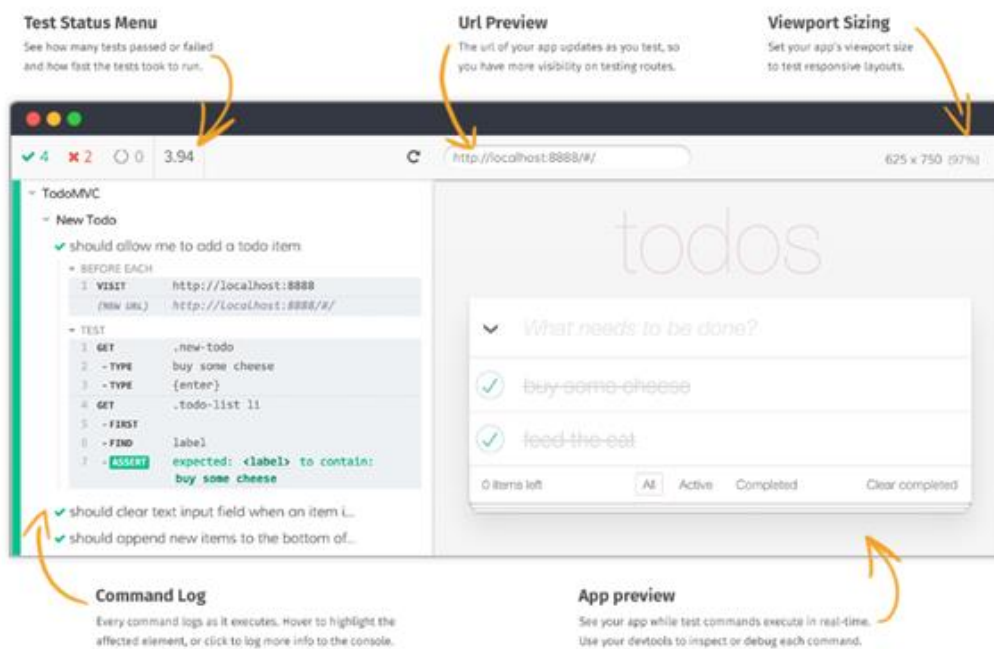 Test Status Menu
See how many tests passed or failed
and how fast the tests took to run.
Url Preview
The url of your app updates as you test, so
you have more visibility on testing routes.
Viewport Sizing
Set your app's viewport size
to test responsive layouts.
4 2 0 3.94
http://localhost:8888/#/
625 x 750 (97%)
TodoMVC
New Todo
should allow me to add a todo item
BEFORE EACH
1 VISIT http://localhost:8888
(NEW URL) http://localhost:8888/#/
TEST
1 GET .new-todo
2 - TYPE buy some cheese
3 - TYPE {enter}
4 GET .todo-list li
5 - FIRST
6 - FIND label
7 - ASSERT expected: <label> to contain:
buy some cheese
should clear text input field when an item i...
should append new items to the bottom of...
todos
What needs to be done?
buy some cheese
feed the cat
0 items left All Active Completed Clear completed
Command Log
Every command logs as it executes. Hover to highlight the
affected element, or click to log more info to the console.
App preview
See your app while test commands execute in real-time.
Use your devtools to inspect or debug each command.